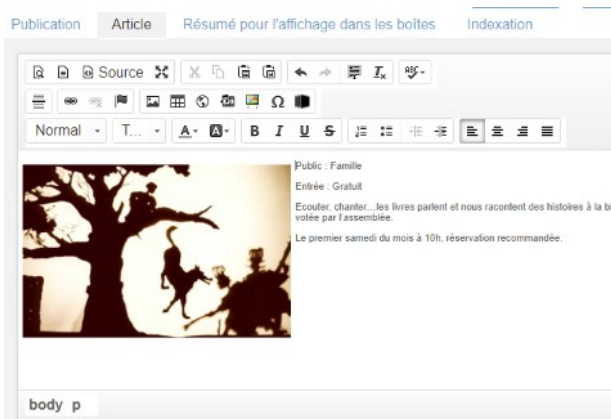 Publication Article Résumé pour l'affichage dans les boîtes Indexation
Source
ABC
Normal T... A A B I U S
Public : Famille
Entrée : Gratuit
Ecouter, chanter...les livres parlent et nous racontent des histoires à la
votée par l'assemblée.
Le premier samedi du mois à 10h, réservation recommandée.
body p